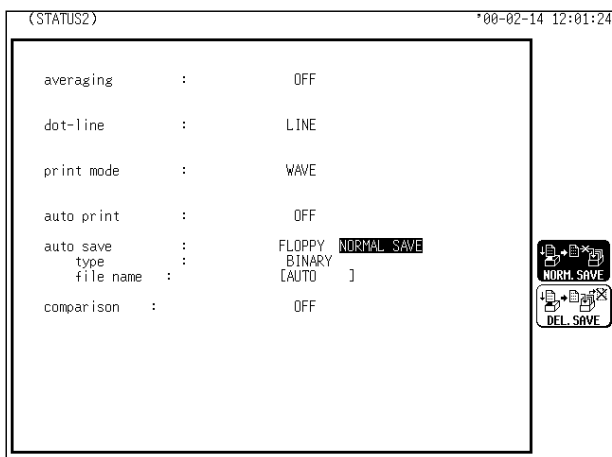 (STATUS2) '00-02-14 12:01:24
averaging : OFF
dot-line : LINE
print mode : WAVE
auto print : OFF
auto save : FLOPPY NORMAL SAVE
type : BINARY
file name : [AUTO ]
comparison : OFF
NORM. SAVE
DEL. SAVE